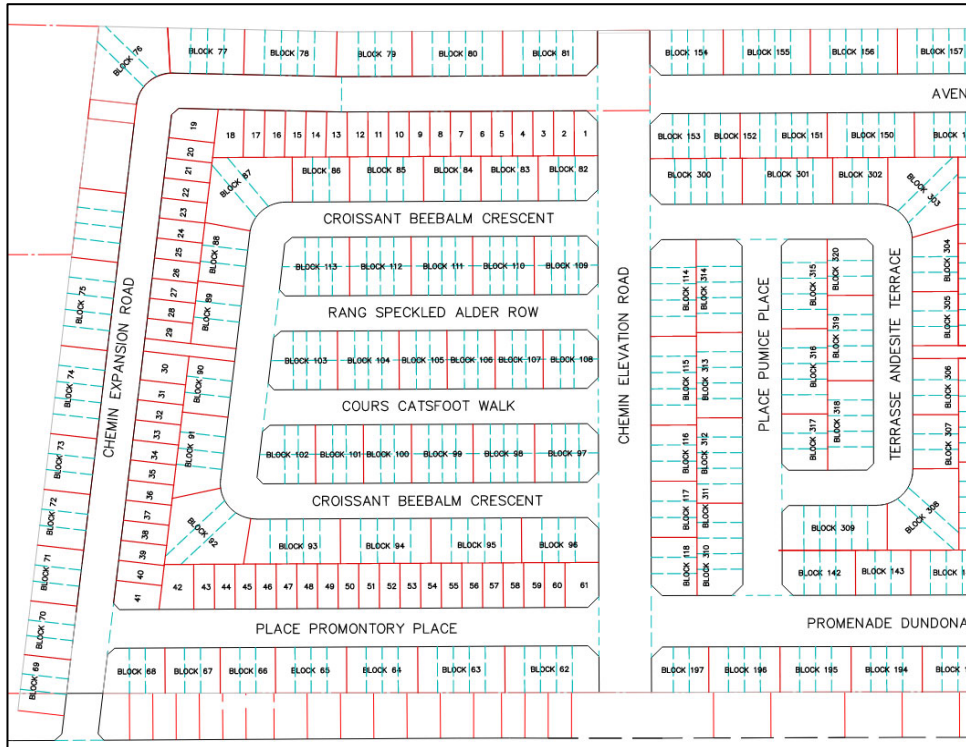 BLOCK 76
BLOCK 77
BLOCK 78
BLOCK 79
BLOCK 80
BLOCK 81
BLOCK 154
BLOCK 155
BLOCK 156
BLOCK 157
AVEN
19
20
21
22
23
24
25
26
27
28
29
30
31
32
33
34
35
36
37
38
39
40
41
18
17
16
15
14
13
12
11
10
9
8
7
6
5
4
3
2
1
BLOCK 153
BLOCK 152
BLOCK 151
BLOCK 150
BLOCK 87
BLOCK 86
BLOCK 85
BLOCK 84
BLOCK 83
BLOCK 82
BLOCK 300
BLOCK 301
BLOCK 302
BLOCK 303
CROISSANT BEEBALM CRESCENT
BLOCK 88
BLOCK 89
BLOCK 90
BLOCK 91
BLOCK 92
BLOCK 113
BLOCK 112
BLOCK 111
BLOCK 110
BLOCK 109
RANG SPECKLED ALDER ROW
BLOCK 103
BLOCK 104
BLOCK 105
BLOCK 106
BLOCK 107
BLOCK 108
COURS CATSFOOT WALK
BLOCK 102
BLOCK 101
BLOCK 100
BLOCK 99
BLOCK 98
BLOCK 97
CROISSANT BEEBALM CRESCENT
BLOCK 93
BLOCK 94
BLOCK 95
BLOCK 96
42
43
44
45
46
47
48
49
50
51
52
53
54
55
56
57
58
59
60
61
PLACE PROMONTORY PLACE
BLOCK 68
BLOCK 67
BLOCK 66
BLOCK 65
BLOCK 64
BLOCK 63
BLOCK 62
BLOCK 75
BLOCK 74
BLOCK 73
BLOCK 72
BLOCK 71
BLOCK 70
BLOCK 69
CHEMIN EXPANSION ROAD
CHEMIN ELEVATION ROAD
BLOCK 114
BLOCK 314
BLOCK 115
BLOCK 313
BLOCK 116
BLOCK 312
BLOCK 117
BLOCK 311
BLOCK 118
BLOCK 310
PLACE PUMICE PLACE
BLOCK 315
BLOCK 320
BLOCK 316
BLOCK 319
BLOCK 317
BLOCK 318
TERRASSE ANDESITE TERRACE
BLOCK 304
BLOCK 305
BLOCK 306
BLOCK 307
BLOCK 308
BLOCK 309
BLOCK 142
BLOCK 143
PROMENADE DUNDONA
BLOCK 197
BLOCK 196
BLOCK 195
BLOCK 194